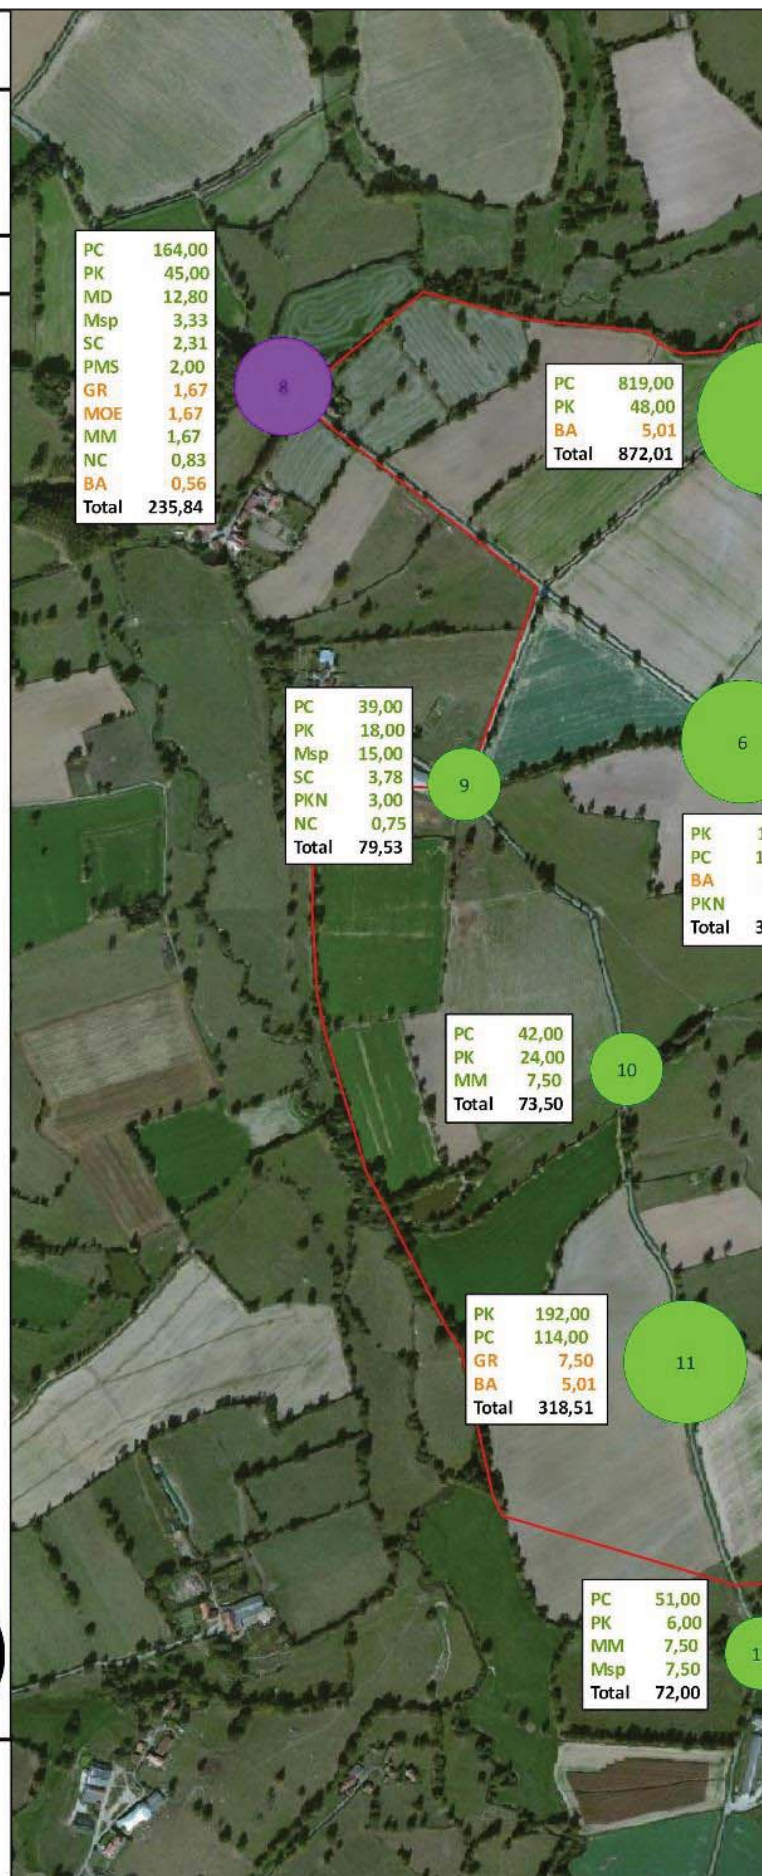 PC 164,00
PK 45,00
MD 12,80
Msp 3,33
SC 2,31
PMS 2,00
GR 1,67
MOE 1,67
MM 1,67
NC 0,83
BA 0,56
Total 235,84
8
PC 819,00
PK 48,00
BA 5,01
Total 872,01
PC 39,00
PK 18,00
Msp 15,00
SC 3,78
PKN 3,00
NC 0,75
Total 79,53
9
6
PK 1
PC 1
BA
PKN
Total 3
PC 42,00
PK 24,00
MM 7,50
Total 73,50
10
PK 192,00
PC 114,00
GR 7,50
BA 5,01
Total 318,51
11
PC 51,00
PK 6,00
MM 7,50
Msp 7,50
Total 72,00
1